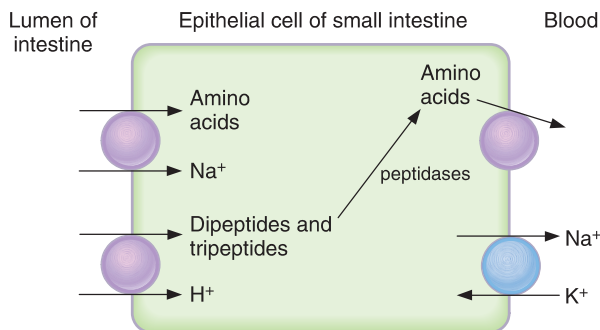 Lumen of
intestine
Epithelial cell of small intestine
Blood
Amino
acids
Na⁺
Dipeptides and
tripeptides
H⁺
Amino
acids
peptidases
Na⁺
K⁺